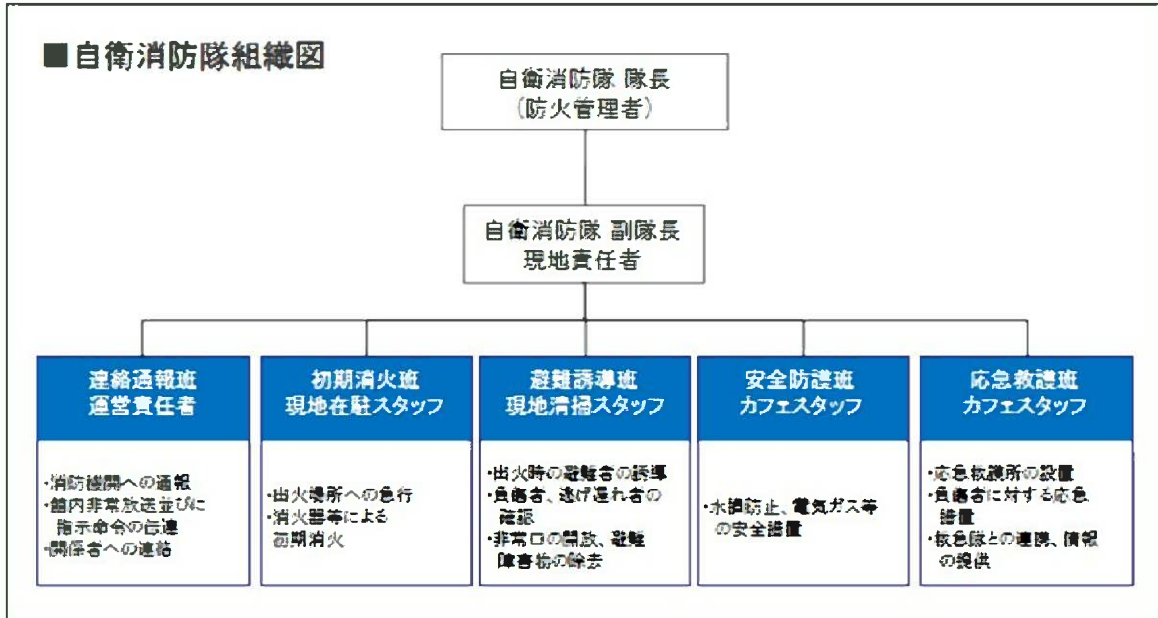 ■自衛消防隊組織図
自衛消防隊 隊長
(防火管理者)
自衛消防隊 副隊長
現地責任者
連絡通報班
運営責任者
・消防機関への通報
・館内非常放送並びに
指示命令の伝達
・関係者への連絡
初期消火班
現地在駐スタッフ
・出火場所への急行
・消火器等による
初期消火
避難誘導班
現地清掃スタッフ
・出火時の避難者の誘導
・負傷者、逃げ遅れ者の
確認
・非常口の開放、避難
障害物の除去
安全防護班
カフェスタッフ
・水損防止、電気ガス等
の安全措置
応急救護班
カフェスタッフ
・応急救護所の設置
・負傷者に対する応急
措置
・救急隊との連携、情報
の提供